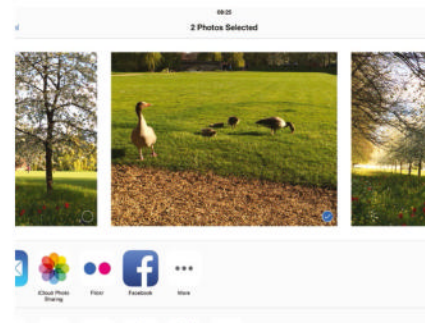 09:25
2 Photos Selected
iCloud Photo
Sharing
Flickr
Facebook
More